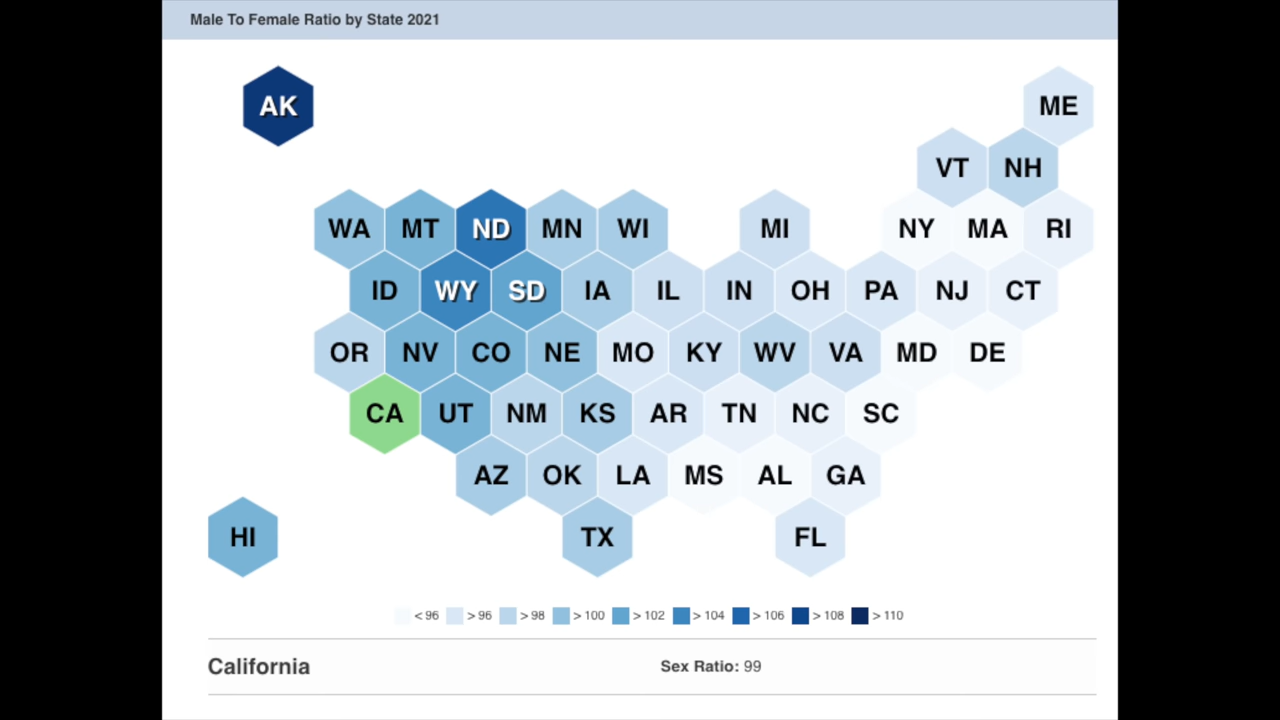 Male To Female Ratio by State 2021
AK ME
VT NH
WA MT ND MN WI MI NY MA RI
ID WY SD IA IL IN OH PA NJ CT
OR NV CO NE MO KY WV VA MD DE
CA UT NM KS AR TN NC SC
AZ OK LA MS AL GA
HI TX FL
< 96 > 96 > 98 > 100 > 102 > 104 > 106 > 108 > 110
California Sex Ratio: 99